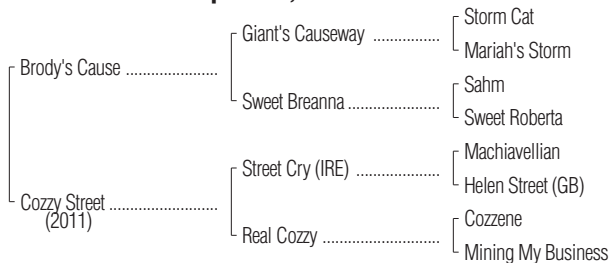 Storm Cat
Giant's Causeway ..................
Mariah's Storm
Brody's Cause ......................
Sahm
Sweet Breanna .........................
Sweet Roberta
Machiavellian
Street Cry (IRE) ......................
Helen Street (GB)
Cozzy Street ..........................
(2011)
Cozzene
Real Cozzy ...............................
Mining My Business